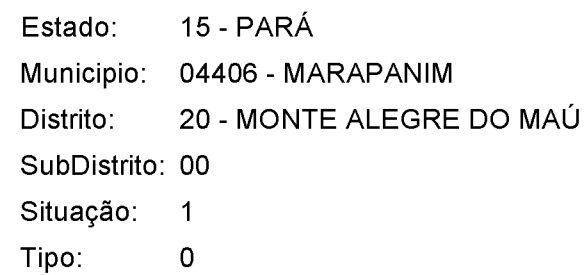 Estado: 15 - PARÁ
Municipio: 04406 - MARAPANIM
Distrito: 20 - MONTE ALEGRE DO MAÚ
SubDistrito: 00
Situação: 1
Tipo: 0